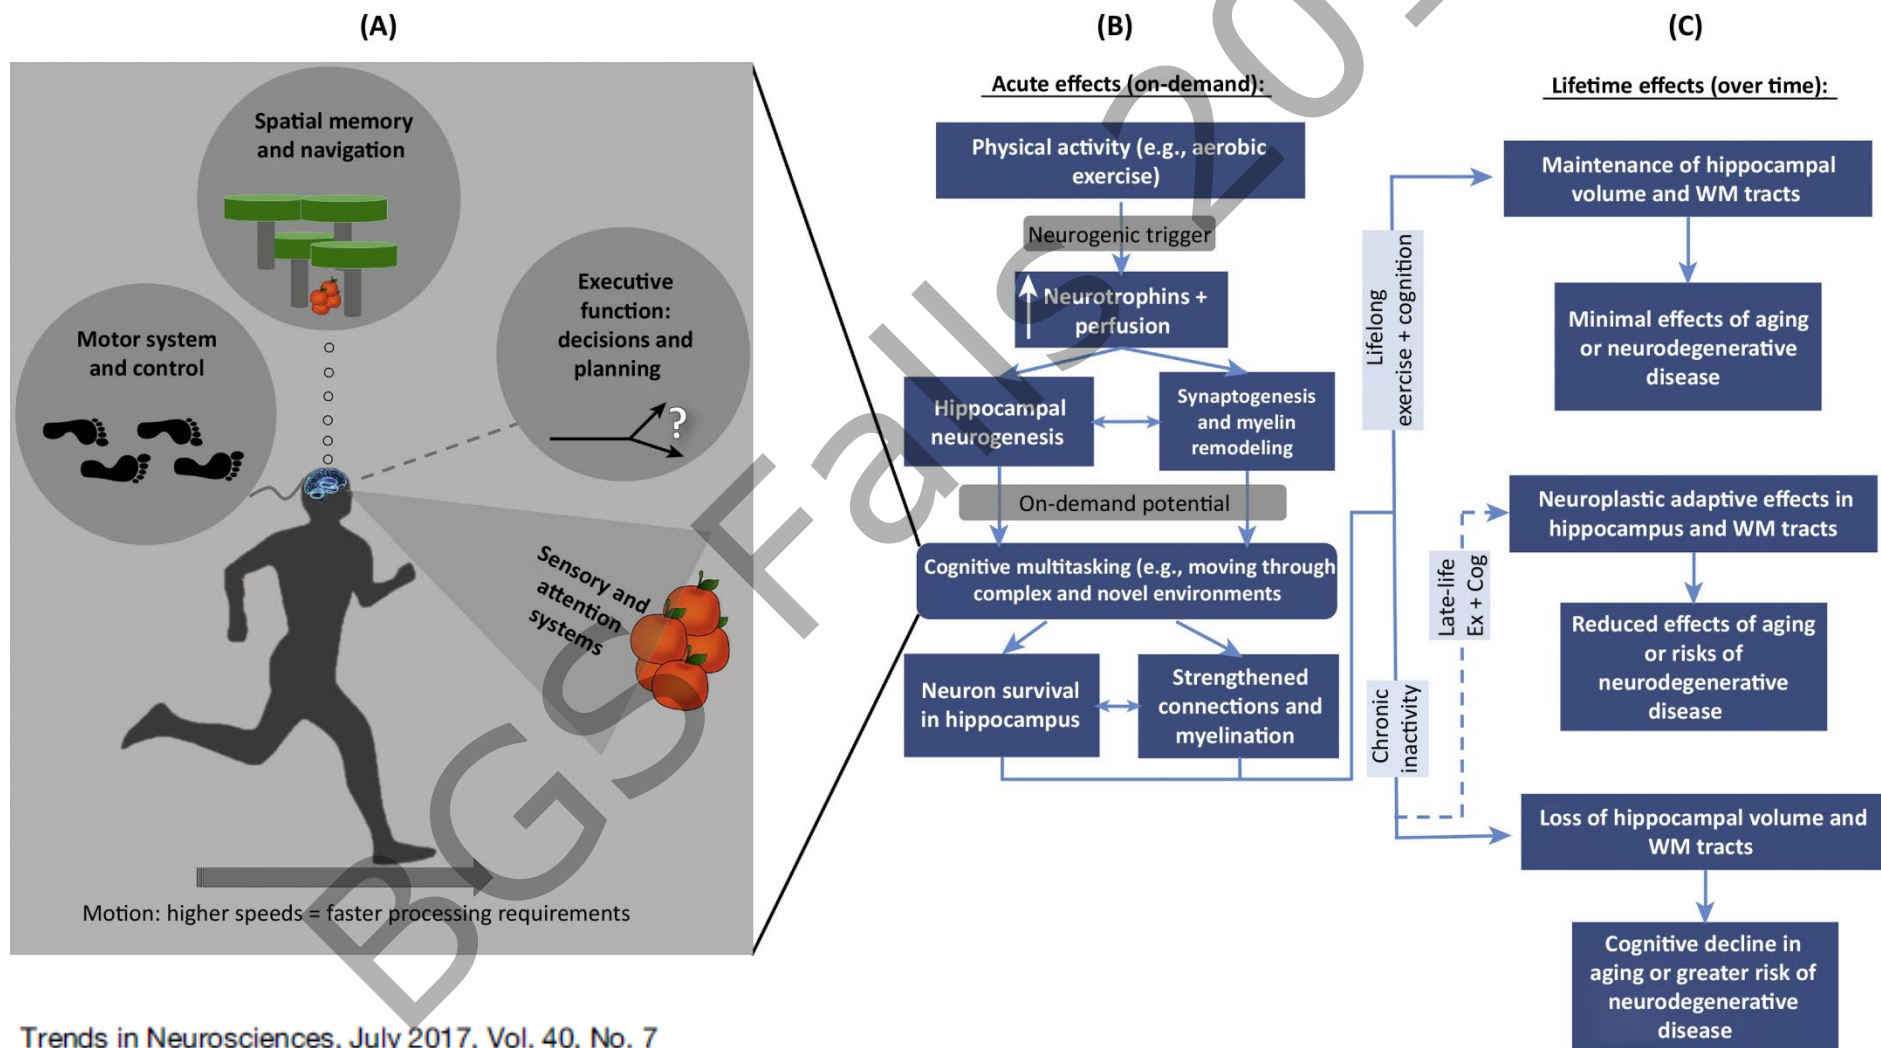 (A)
Spatial memory
and navigation
Motor system
and control
Executive
function:
decisions and
planning
?
Sensory and
attention
systems
Motion: higher speeds = faster processing requirements
(B)
Acute effects (on-demand):
Physical activity (e.g., aerobic
exercise)
Neurogenic trigger
Neurotrophins +
perfusion
Hippocampal
neurogenesis
Synaptogenesis
and myelin
remodeling
On-demand potential
Cognitive multitasking (e.g., moving through
complex and novel environments
Neuron survival
in hippocampus
Strengthened
connections and
myelination
Lifelong
exercise + cognition
Chronic
inactivity
Late-life
Ex + Cog
(C)
Lifetime effects (over time):
Maintenance of hippocampal
volume and WM tracts
Minimal effects of aging
or neurodegenerative
disease
Neuroplastic adaptive effects in
hippocampus and WM tracts
Reduced effects of aging
or risks of
neurodegenerative
disease
Loss of hippocampal volume and
WM tracts
Cognitive decline in
aging or greater risk of
neurodegenerative
disease
Trends in Neurosciences, July 2017, Vol. 40, No. 7
BGS Falls